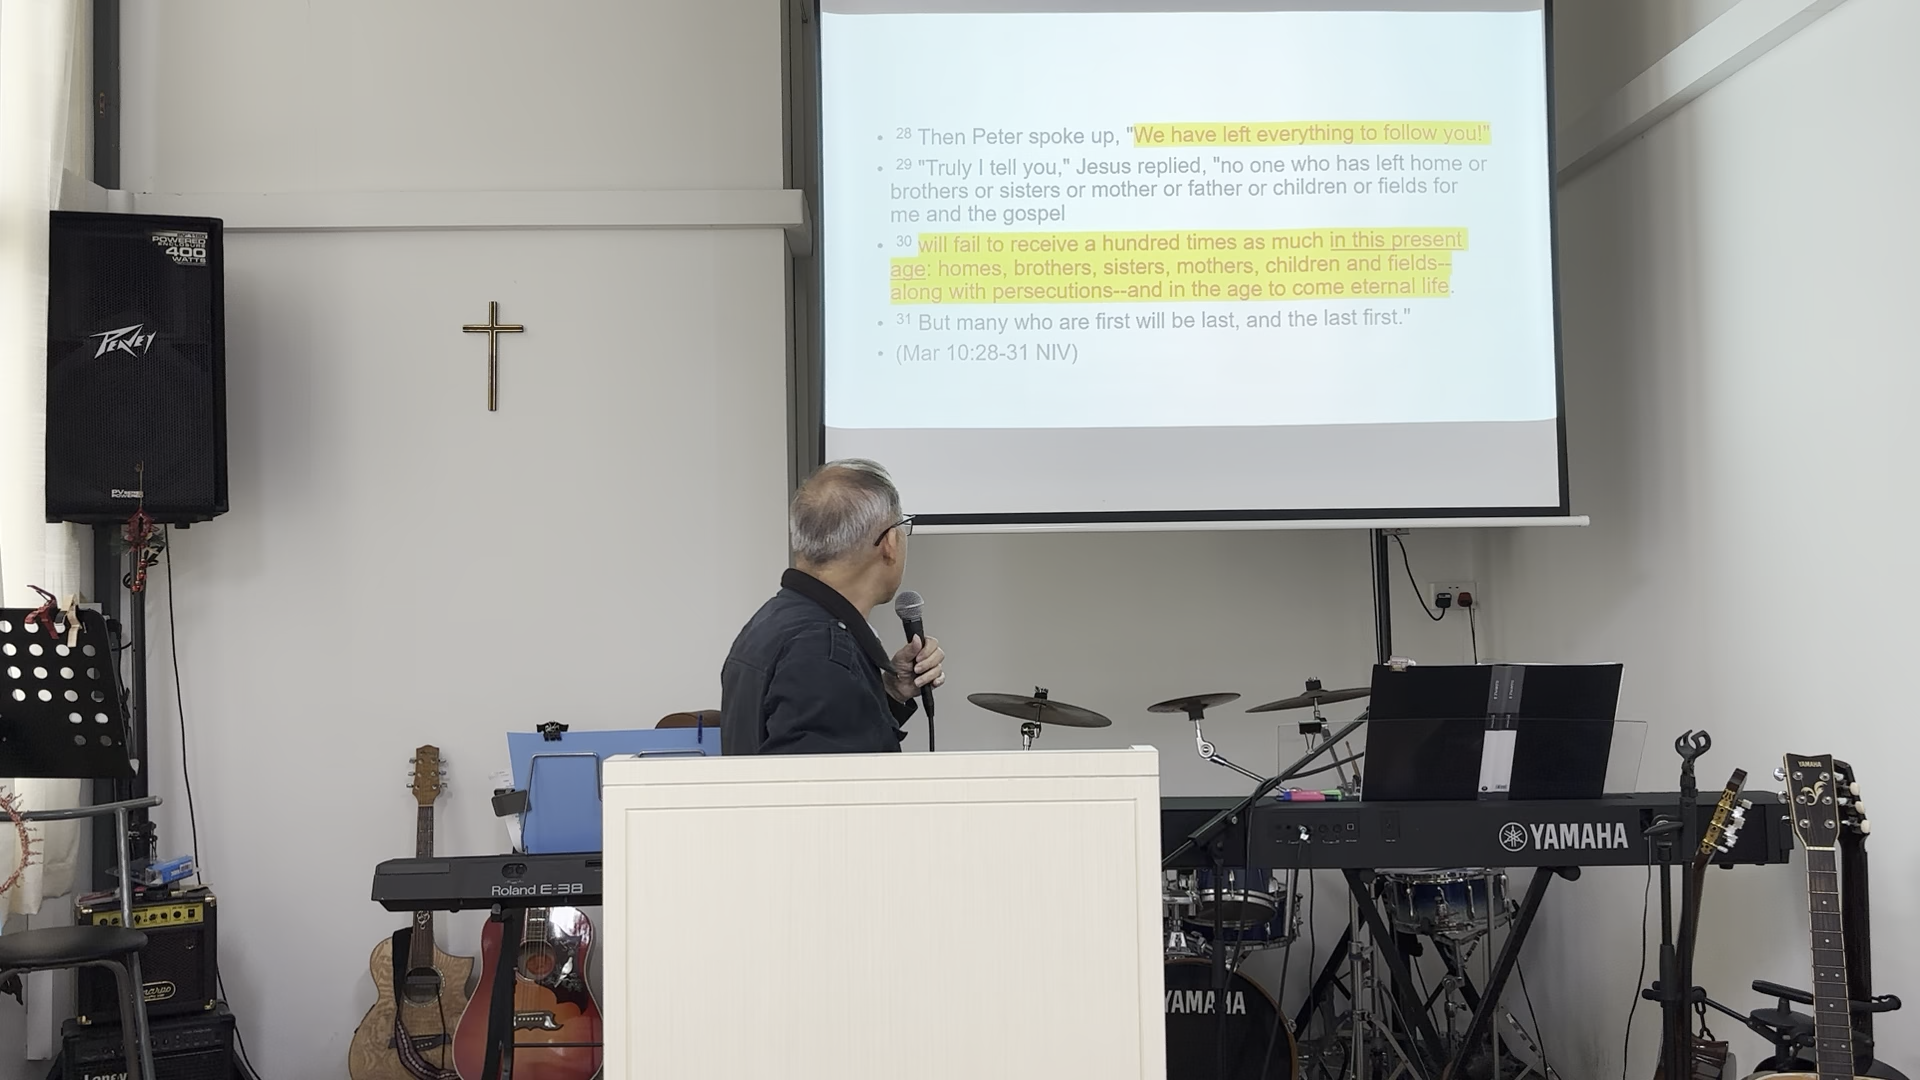 28 Then Peter spoke up, "We have left everything to follow you!"
29 "Truly I tell you," Jesus replied, "no one who has left home or
brothers or sisters or mother or father or children or fields for
me and the gospel
30 will fail to receive a hundred times as much in this present
age: homes, brothers, sisters, mothers, children and fields--
along with persecutions--and in the age to come eternal life.
31 But many who are first will be last, and the last first."
(Mar 10:28-31 NIV)
POWERED
ENCLOSURE
400
WATTS
PEAVEY
Roland E-38
YAMAHA
YAMAHA
YAMAHA
Laney